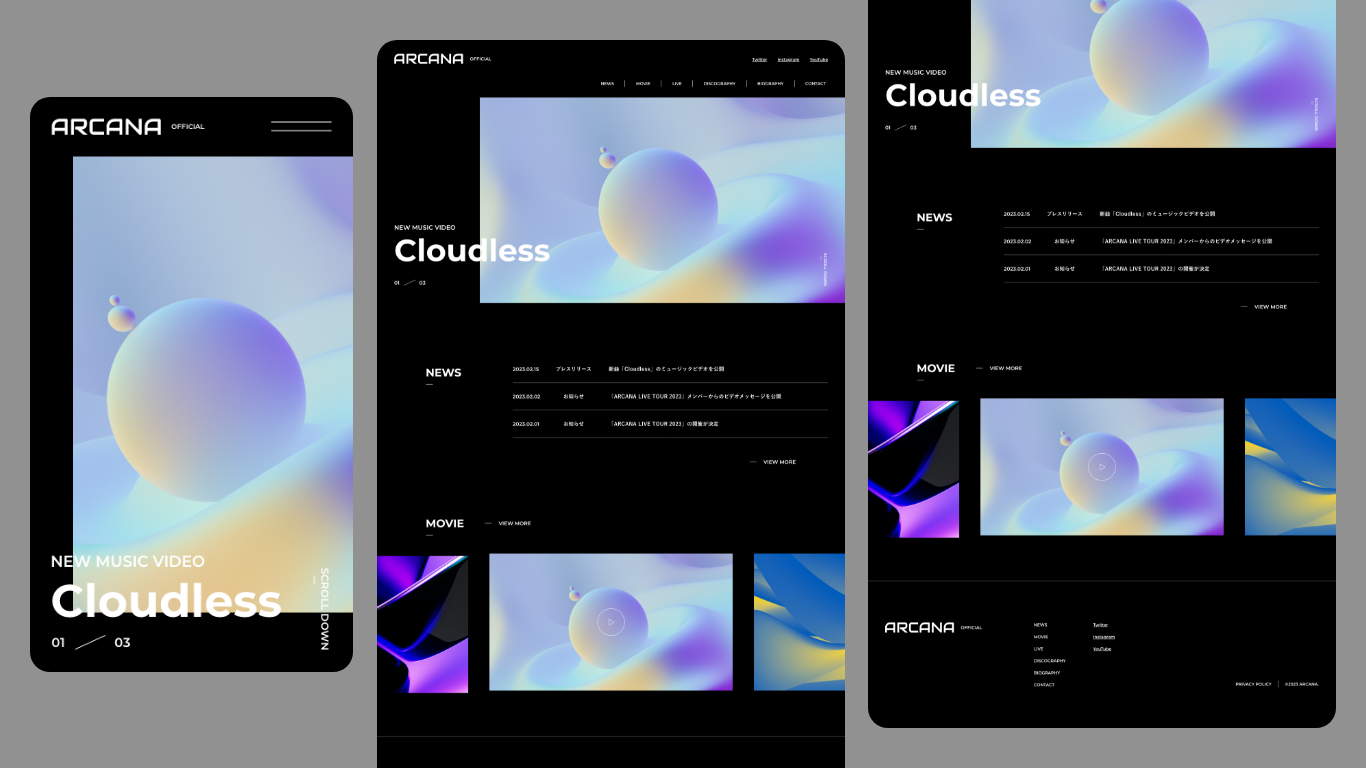 ARCANA OFFICIAL
NEW MUSIC VIDEO
Cloudless
01 03
SCROLL DOWN
ARCANA OFFICIAL
Twitter Instagram YouTube
NEWS MOVIE LIVE DISCOGRAPHY BIOGRAPHY CONTACT
NEW MUSIC VIDEO
Cloudless
01 03
SCROLL DOWN
NEWS
2023.02.15 プレスリリース 新曲「Cloudless」のミュージックビデオを公開
2023.02.02 お知らせ 「ARCANA LIVE TOUR 2023」メンバーからのビデオメッセージを公開
2023.02.01 お知らせ 「ARCANA LIVE TOUR 2023」の開催が決定
VIEW MORE
MOVIE VIEW MORE
NEW MUSIC VIDEO
Cloudless
01 03
SCROLL DOWN
NEWS
2023.02.15 プレスリリース 新曲「Cloudless」のミュージックビデオを公開
2023.02.02 お知らせ 「ARCANA LIVE TOUR 2023」メンバーからのビデオメッセージを公開
2023.02.01 お知らせ 「ARCANA LIVE TOUR 2023」の開催が決定
VIEW MORE
MOVIE VIEW MORE
ARCANA OFFICIAL
NEWS
MOVIE
LIVE
DISCOGRAPHY
BIOGRAPHY
CONTACT
Twitter
Instagram
YouTube
PRIVACY POLICY ©2023 ARCANA.